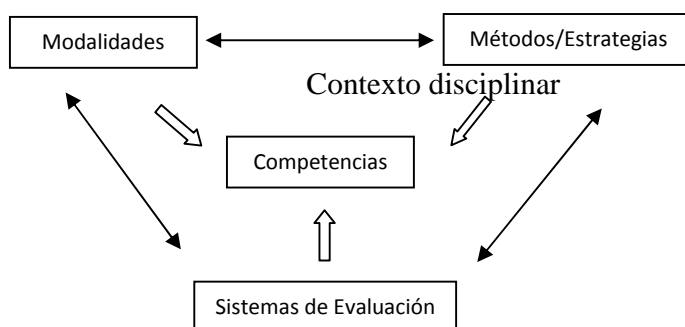 Modalidades
Métodos/Estrategias
Contexto disciplinar
Competencias
Sistemas de Evaluación